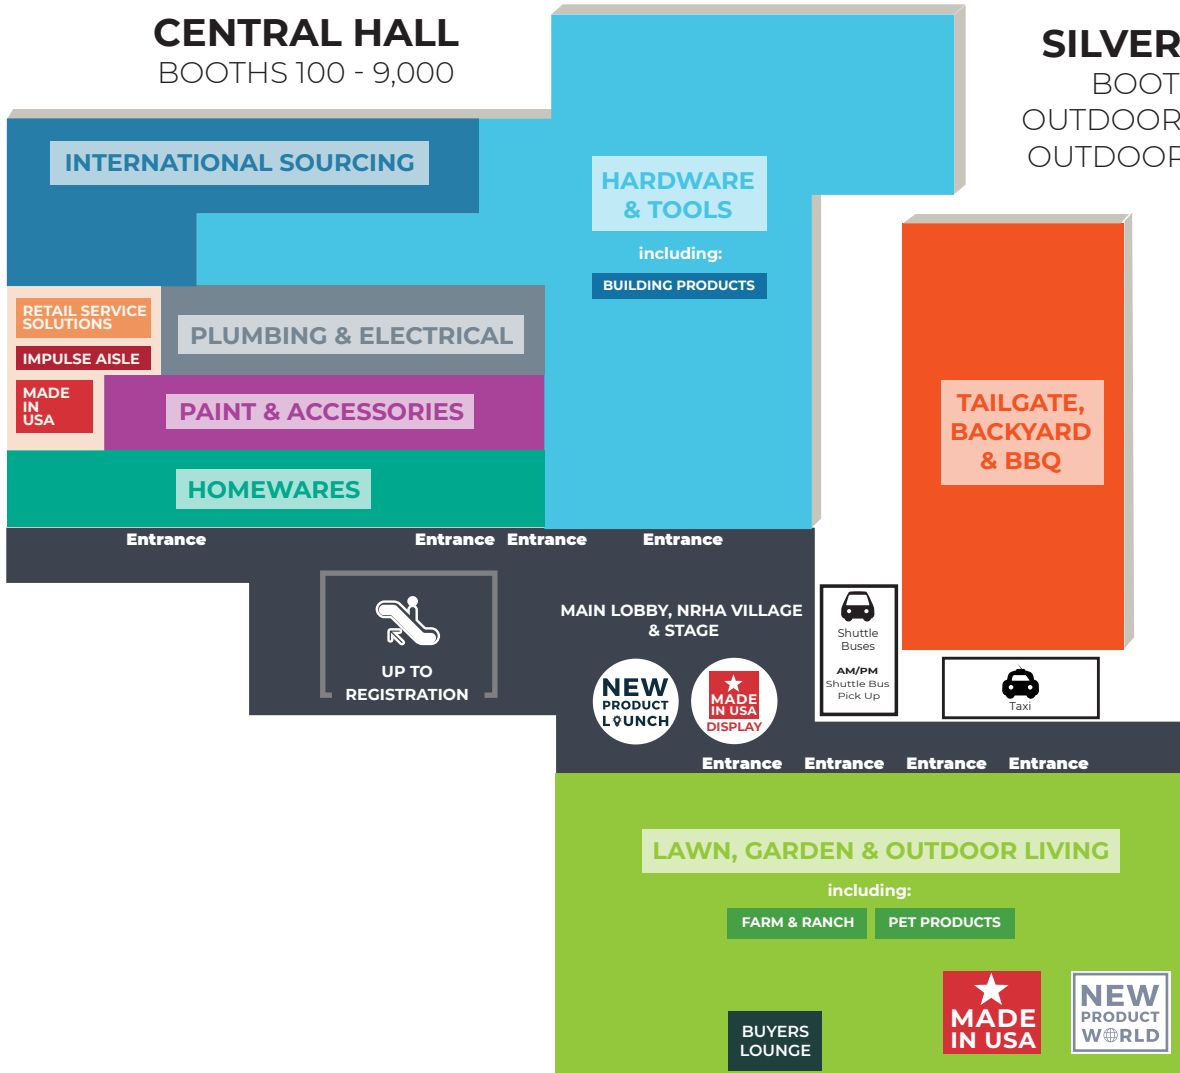 CENTRAL HALL
BOOTHS 100 - 9,000
SILVER
BOOT
OUTDOOR
OUTDOOR
INTERNATIONAL SOURCING
HARDWARE
& TOOLS
including:
BUILDING PRODUCTS
RETAIL SERVICE
SOLUTIONS
IMPULSE AISLE
MADE
IN
USA
PLUMBING & ELECTRICAL
PAINT & ACCESSORIES
HOMEWARES
TAILGATE,
BACKYARD
& BBQ
Entrance Entrance Entrance Entrance
UP TO
REGISTRATION
MAIN LOBBY, NRHA VILLAGE
& STAGE
NEW
PRODUCT
LAUNCH
MADE
IN USA
DISPLAY
Shuttle
Buses
AM/PM
Shuttle Bus
Pick Up
Taxi
Entrance Entrance Entrance Entrance
LAWN, GARDEN & OUTDOOR LIVING
including:
FARM & RANCH
PET PRODUCTS
BUYERS
LOUNGE
MADE
IN USA
NEW
PRODUCT
WORLD